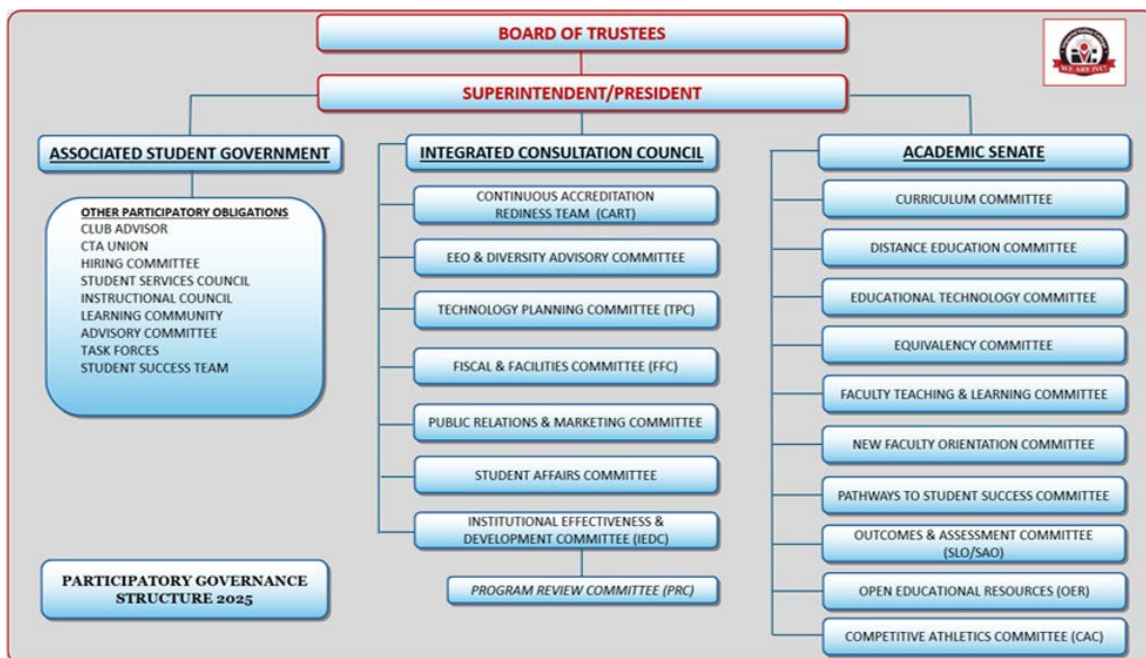 BOARD OF TRUSTEES
SUPERINTENDENT/PRESIDENT
WE ARE IVC!
ASSOCIATED STUDENT GOVERNMENT
OTHER PARTICIPATORY OBLIGATIONS
CLUB ADVISOR
CTA UNION
HIRING COMMITTEE
STUDENT SERVICES COUNCIL
INSTRUCTIONAL COUNCIL
LEARNING COMMUNITY
ADVISORY COMMITTEE
TASK FORCES
STUDENT SUCCESS TEAM
INTEGRATED CONSULTATION COUNCIL
CONTINUOUS ACCREDITATION
REDINESS TEAM (CART)
EEO & DIVERSITY ADVISORY COMMITTEE
TECHNOLOGY PLANNING COMMITTEE (TPC)
FISCAL & FACILITIES COMMITTEE (FFC)
PUBLIC RELATIONS & MARKETING COMMITTEE
STUDENT AFFAIRS COMMITTEE
INSTITUTIONAL EFFECTIVENESS &
DEVELOPMENT COMMITTEE (IEDC)
PROGRAM REVIEW COMMITTEE (PRC)
ACADEMIC SENATE
CURRICULUM COMMITTEE
DISTANCE EDUCATION COMMITTEE
EDUCATIONAL TECHNOLOGY COMMITTEE
EQUIVALENCY COMMITTEE
FACULTY TEACHING & LEARNING COMMITTEE
NEW FACULTY ORIENTATION COMMITTEE
PATHWAYS TO STUDENT SUCCESS COMMITTEE
OUTCOMES & ASSESSMENT COMMITTEE
(SLO/SAO)
OPEN EDUCATIONAL RESOURCES (OER)
COMPETITIVE ATHLETICS COMMITTEE (CAC)
PARTICIPATORY GOVERNANCE
STRUCTURE 2025